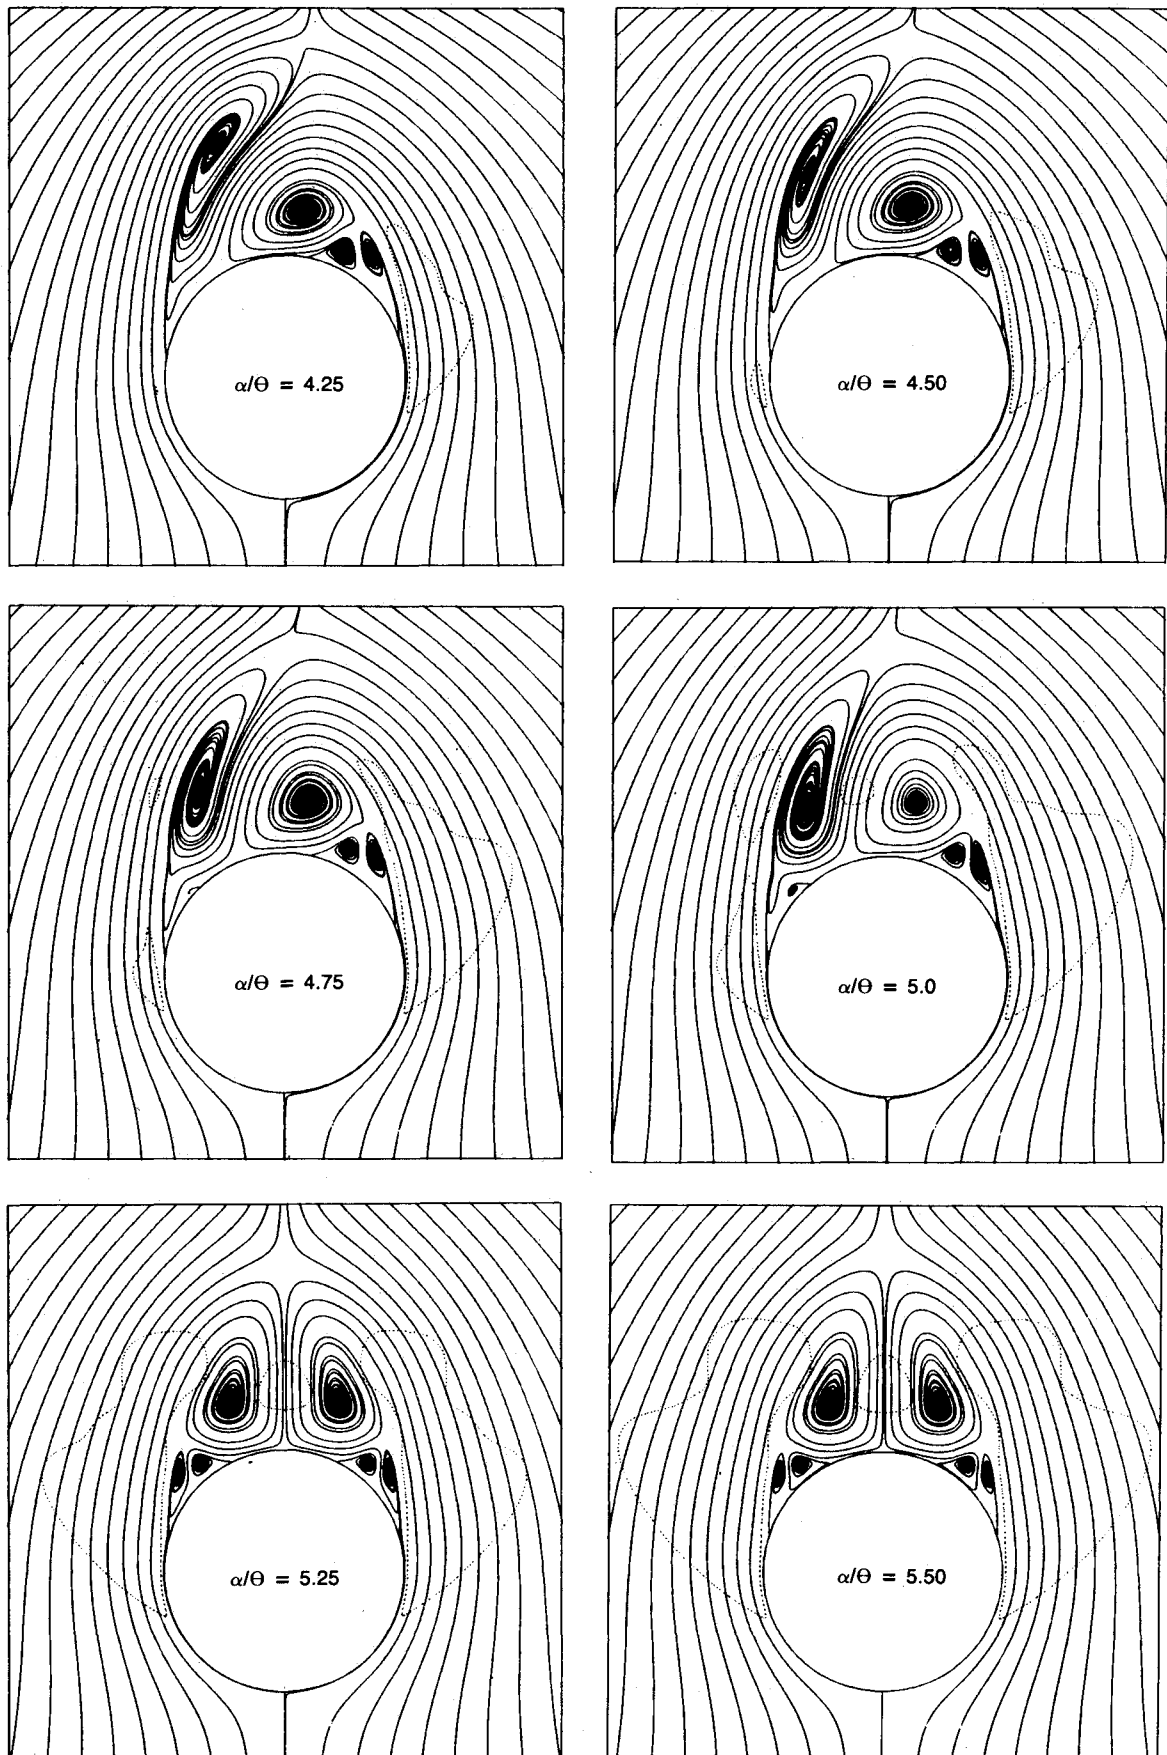 α/Θ = 4.25
α/Θ = 4.50
α/Θ = 4.75
α/Θ = 5.0
α/Θ = 5.25
α/Θ = 5.50